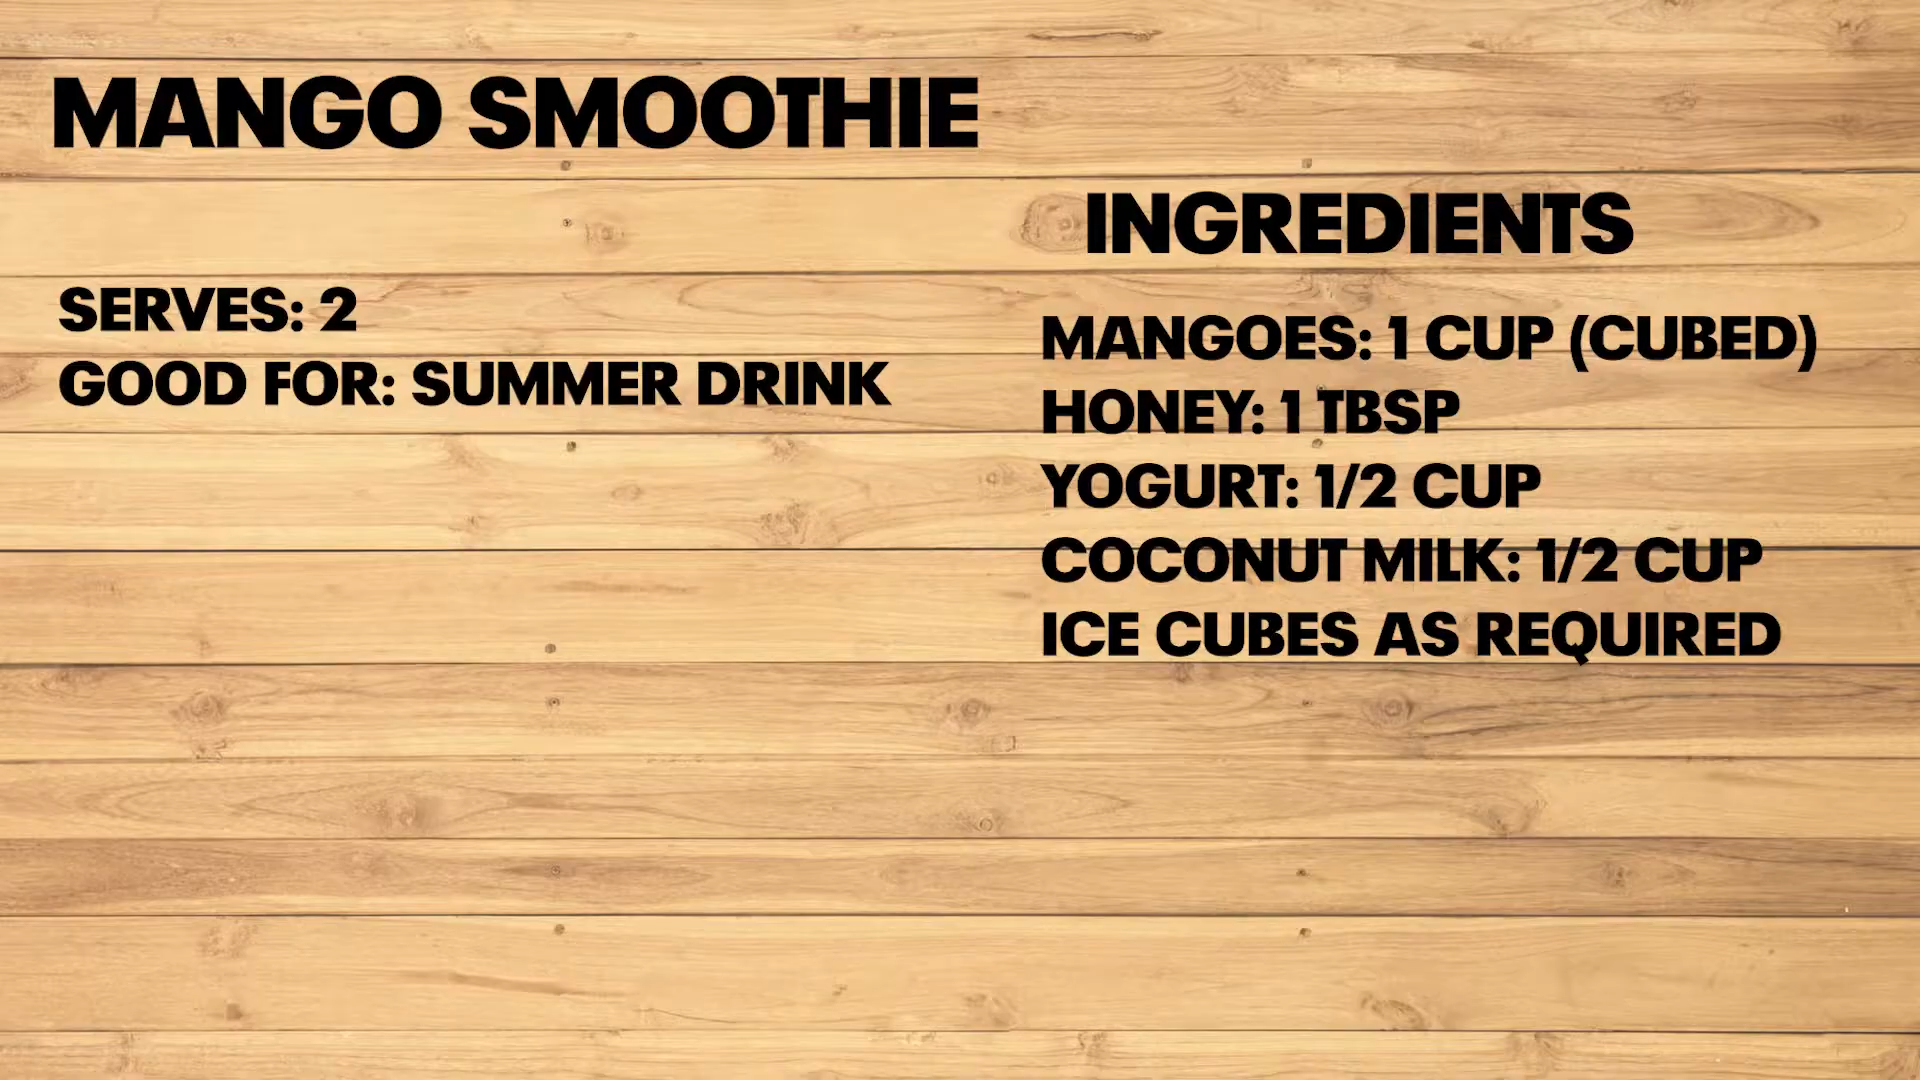 MANGO SMOOTHIE
SERVES: 2
GOOD FOR: SUMMER DRINK
INGREDIENTS
MANGOES: 1 CUP (CUBED)
HONEY: 1 TBSP
YOGURT: 1/2 CUP
COCONUT MILK: 1/2 CUP
ICE CUBES AS REQUIRED